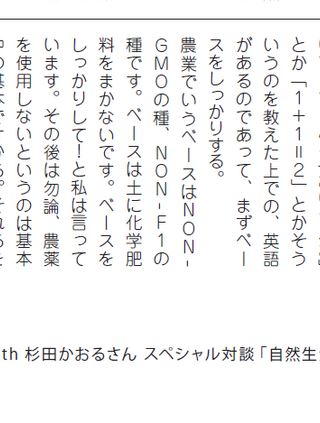 とか「１＋１＝２」とかそう
いうのを教えた上での、英語
があるのであって、まずベー
スをしっかりする。
農業でいうベースはＮＯＮ-
ＧＭＯの種、ＮＯＮ-Ｆ１の
種です。ベースは土に化学肥
料をまかないです。ベースを
しっかりして！と私は言って
います。その後は勿論、農薬
を使用しないというのは基本
th 杉田かおるさん スペシャル対談「自然生